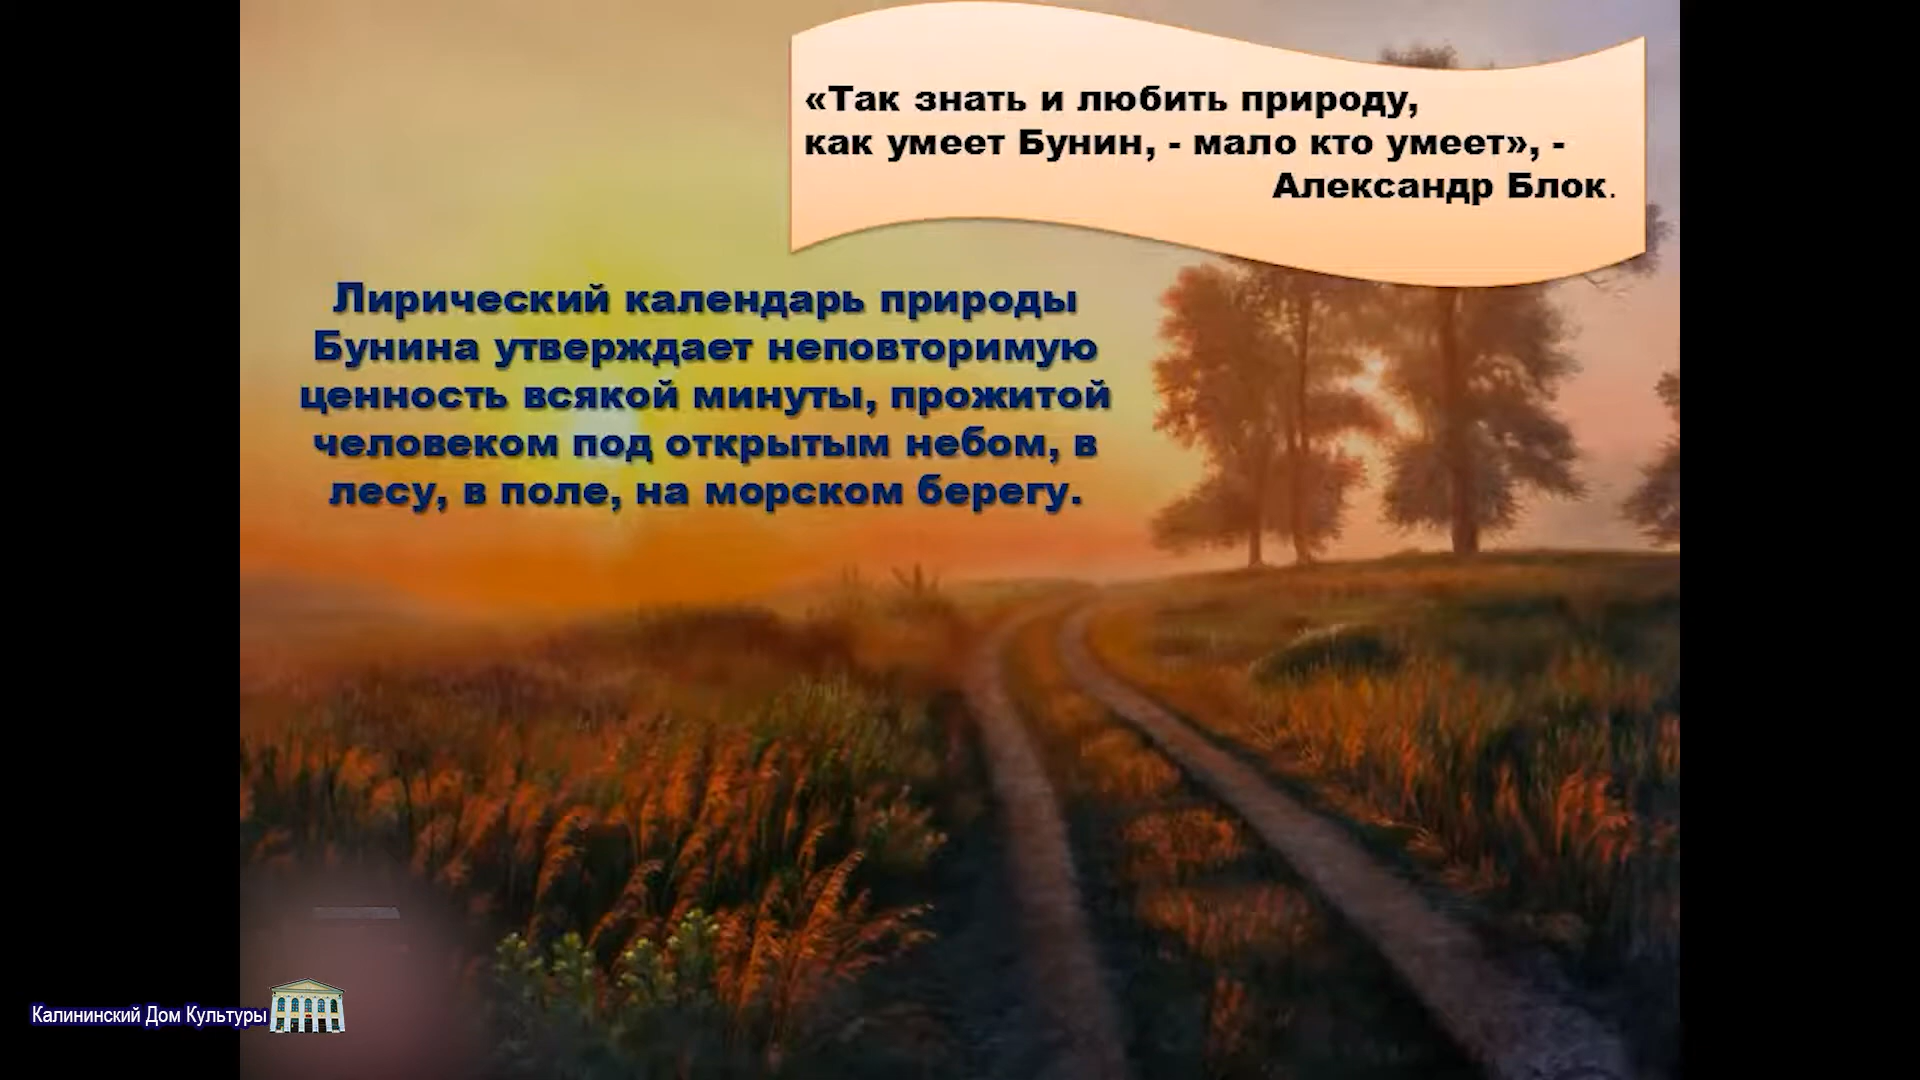 «Так знать и любить природу,
как умеет Бунин, - мало кто умеет», -
Александр Блок.
Лирический календарь природы
Бунина утверждает неповторимую
ценность всякой минуты, прожитой
человеком под открытым небом, в
лесу, в поле, на морском берегу.
Калининский Дом Культуры